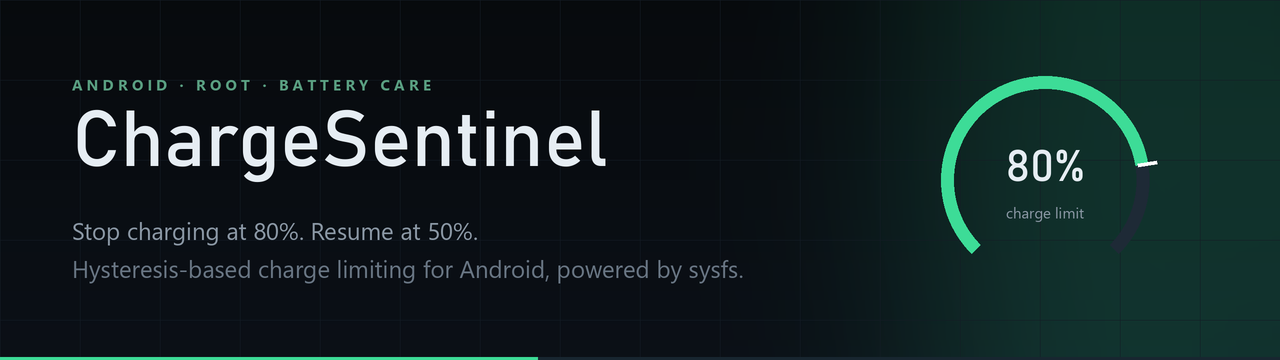 ANDROID · ROOT · BATTERY CARE
ChargeSentinel
Stop charging at 80%. Resume at 50%.
Hysteresis-based charge limiting for Android, powered by sysfs.
80%
charge limit